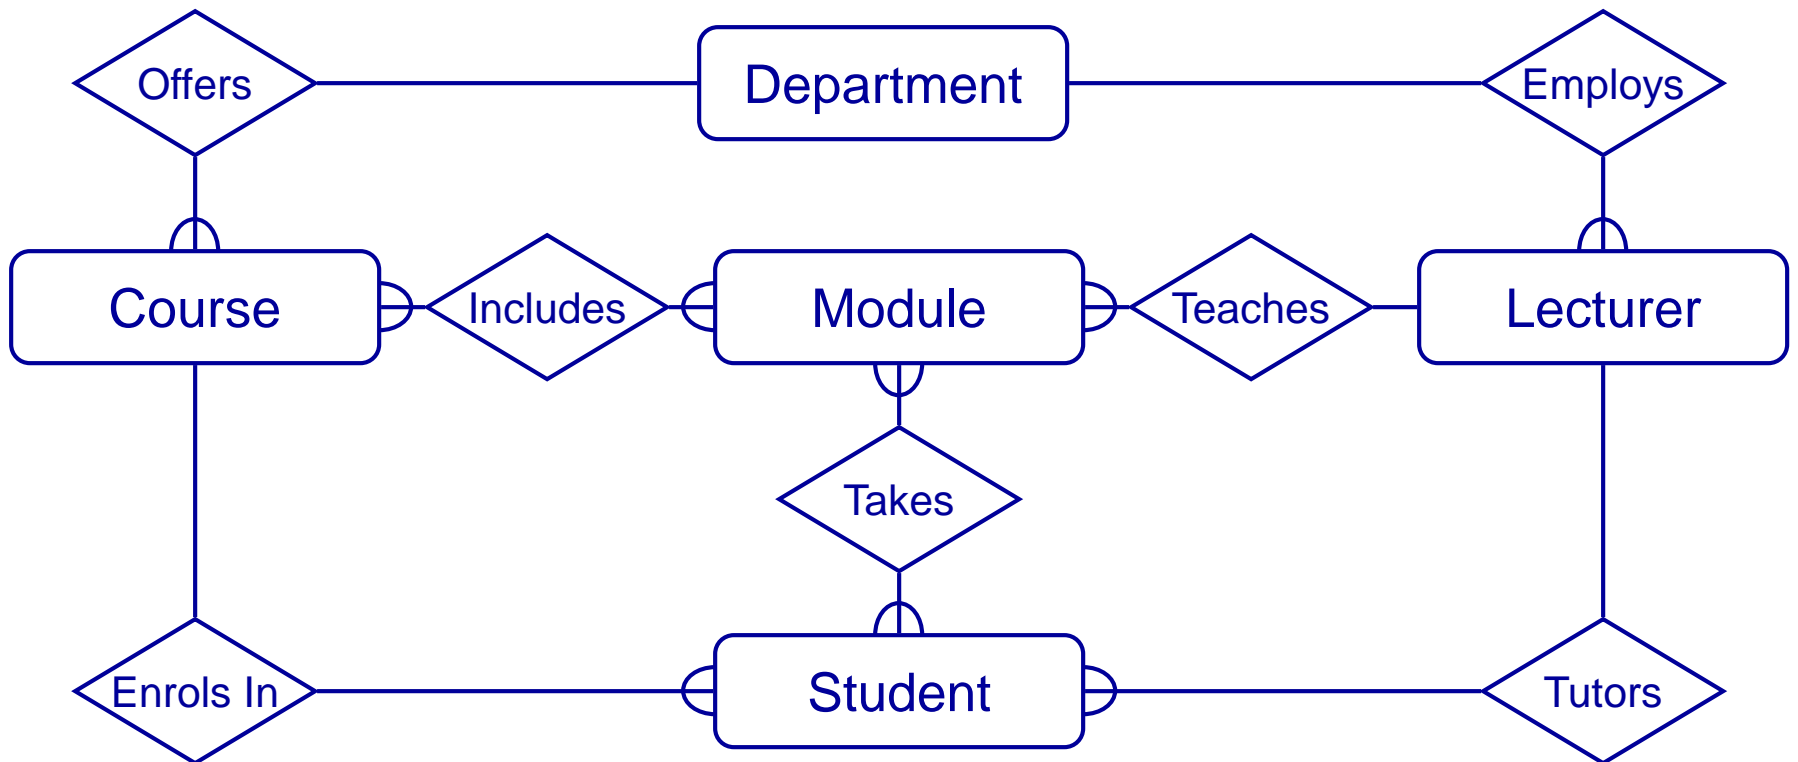 Offers
Department
Employs
Course
Includes
Module
Teaches
Lecturer
Takes
Enrols In
Student
Tutors